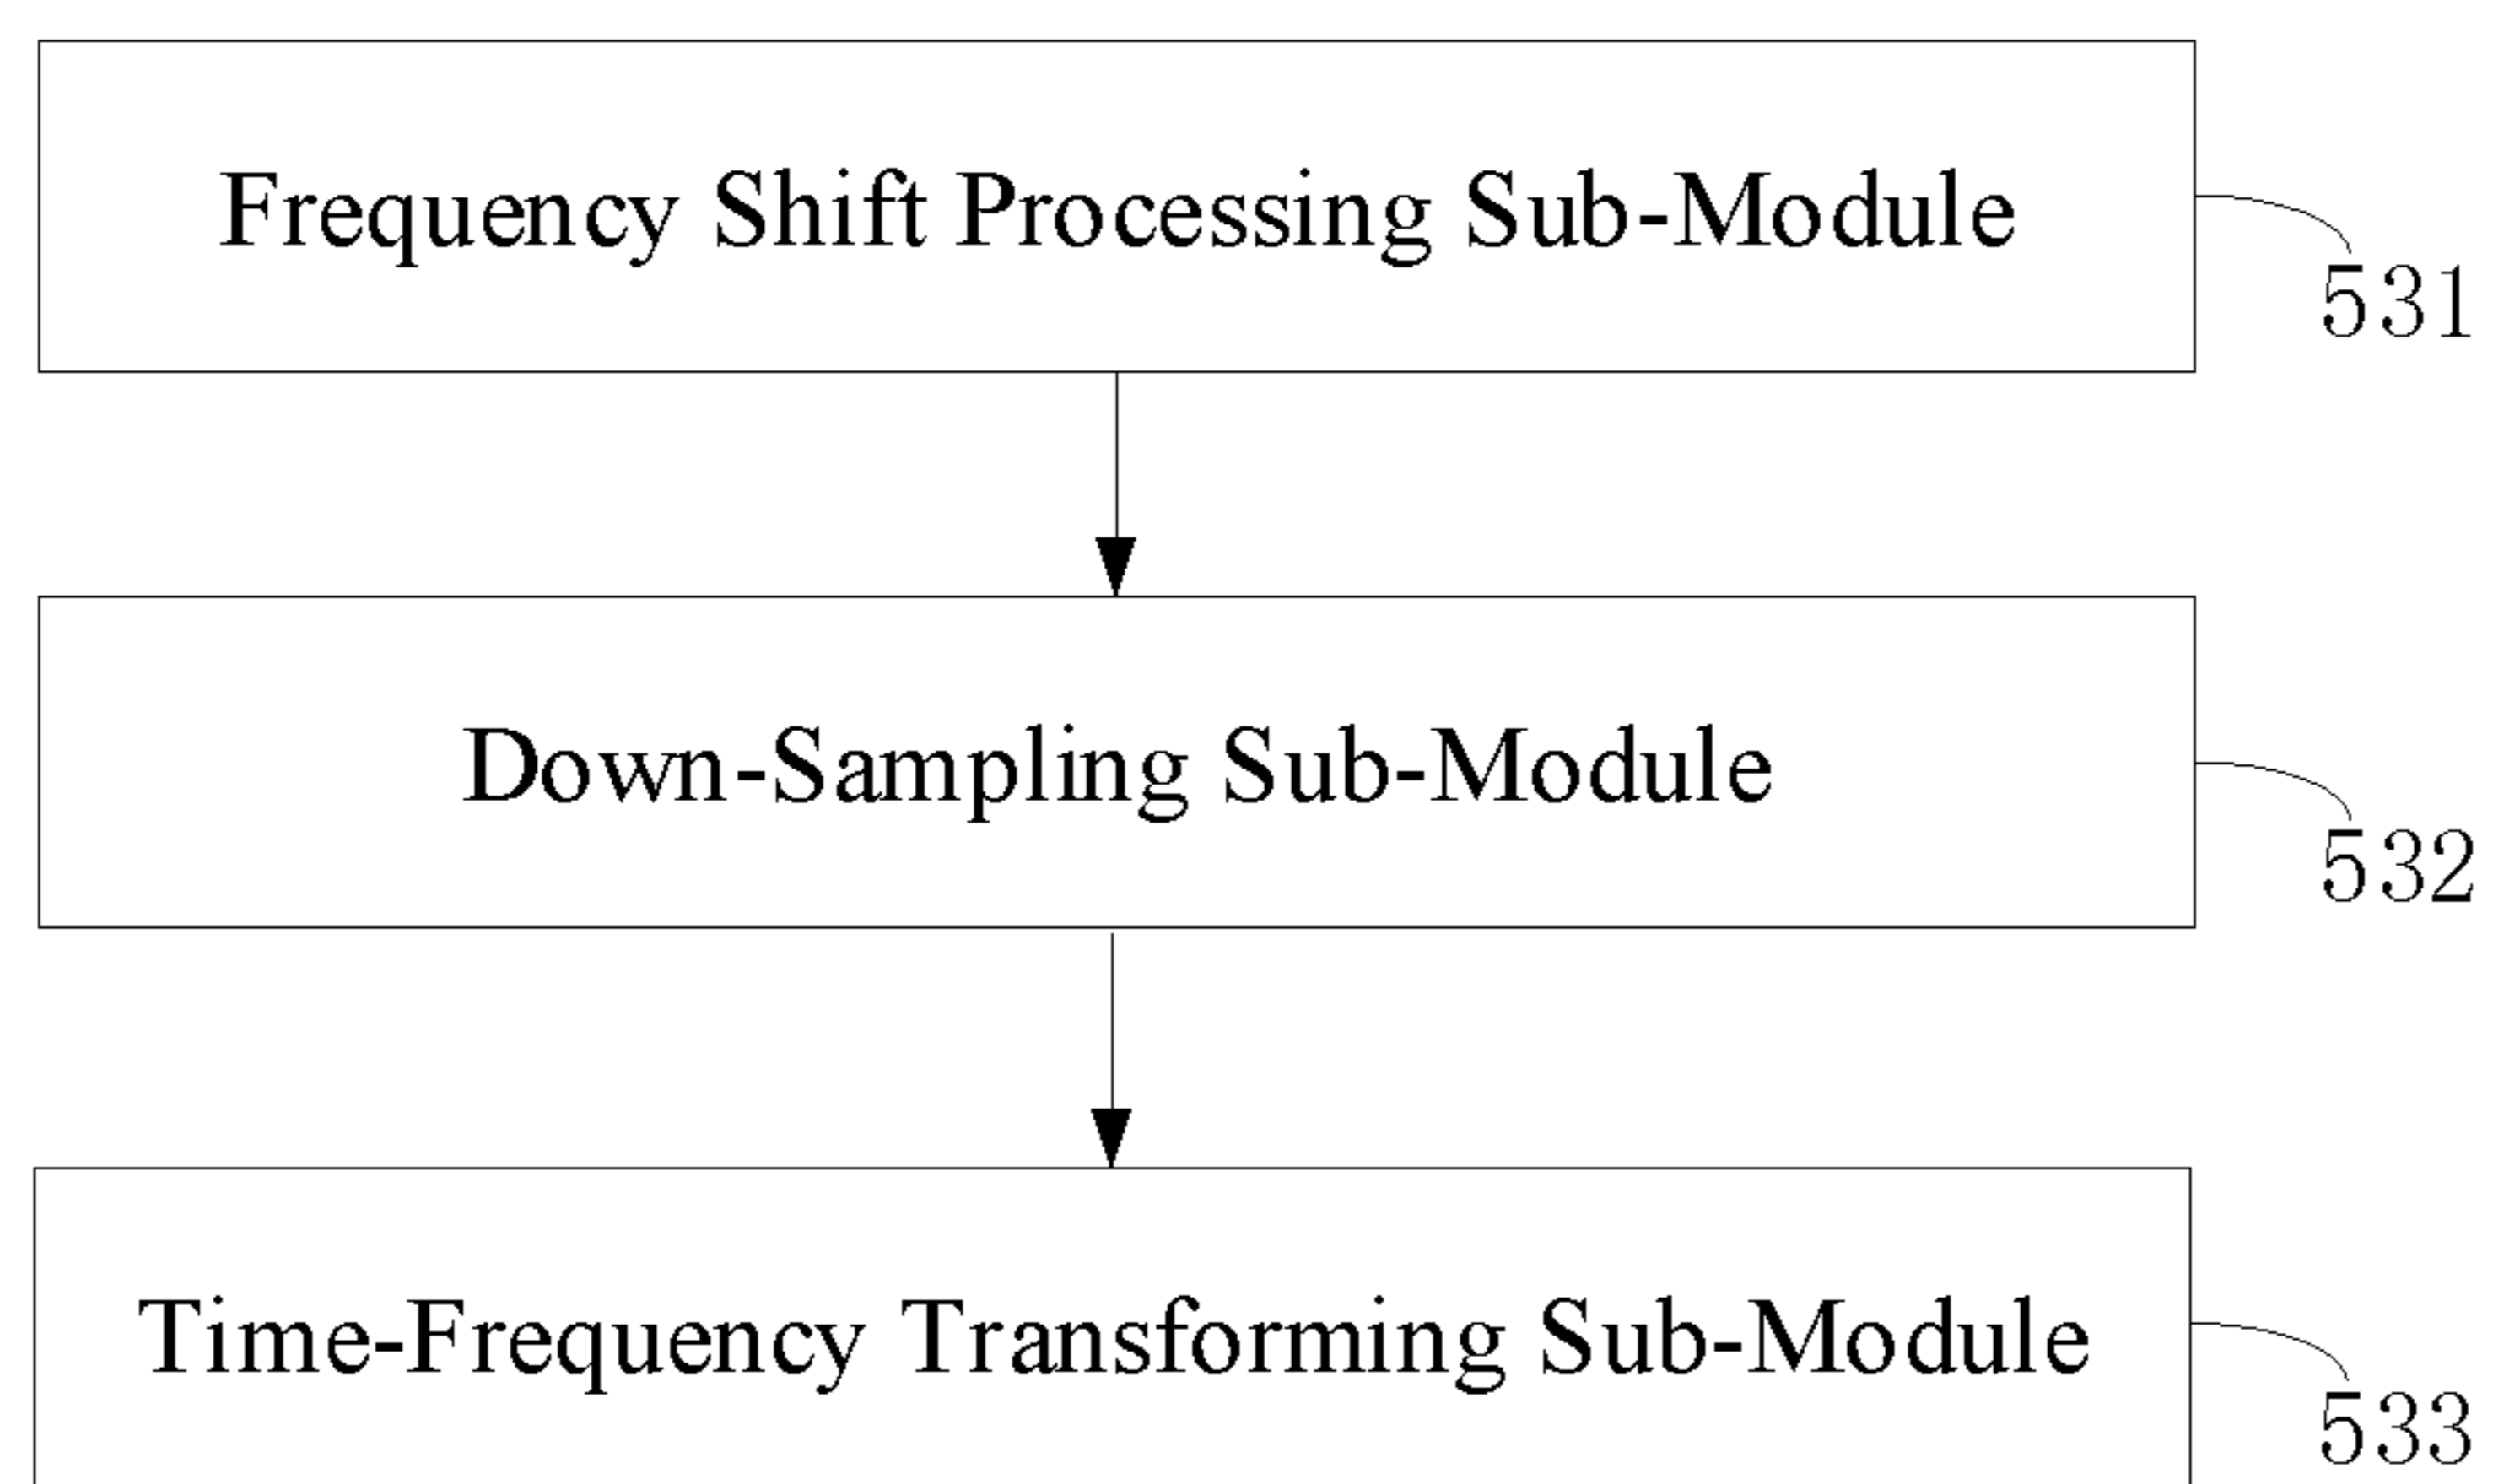 Frequency Shift Processing Sub-Module
531
Down-Sampling Sub-Module
532
Time-Frequency Transforming Sub-Module
533